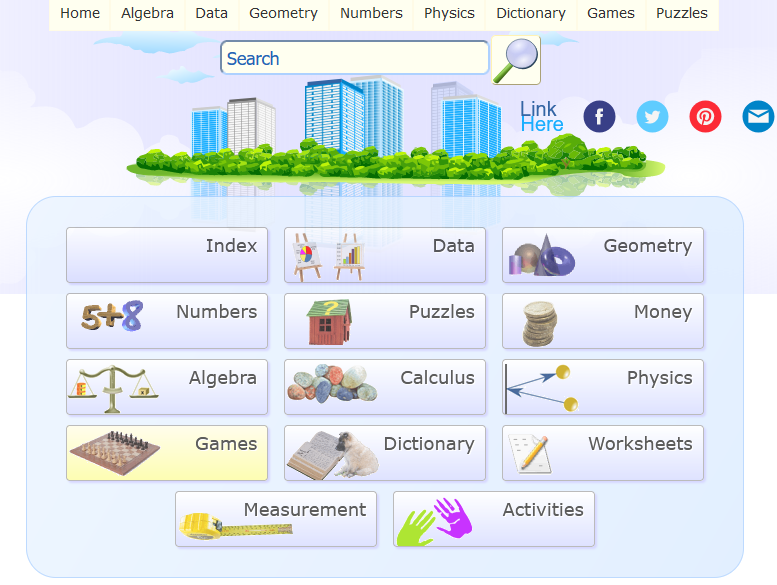 Home Algebra Data Geometry Numbers Physics Dictionary Games Puzzles
Search
Link
Here
Index Data Geometry
5+8 Numbers Puzzles Money
Algebra Calculus Physics
Games Dictionary Worksheets
Measurement Activities